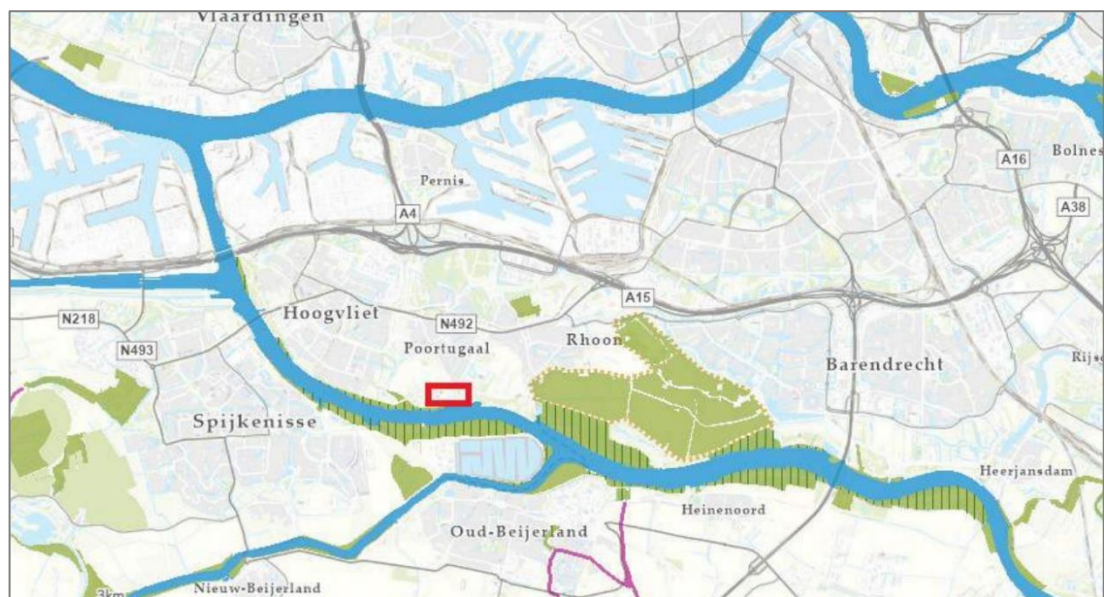 Vlaardingen
A16
Bolnes
Pernis
A4
A38
A15
N218
Hoogvliet
N492
N493
Poortugaal
Rhoon
Barendrecht
Spijkenisse
Heerjansdam
Heinenoord
Oud-Beijerland
Nieuw-Beijerland
3km